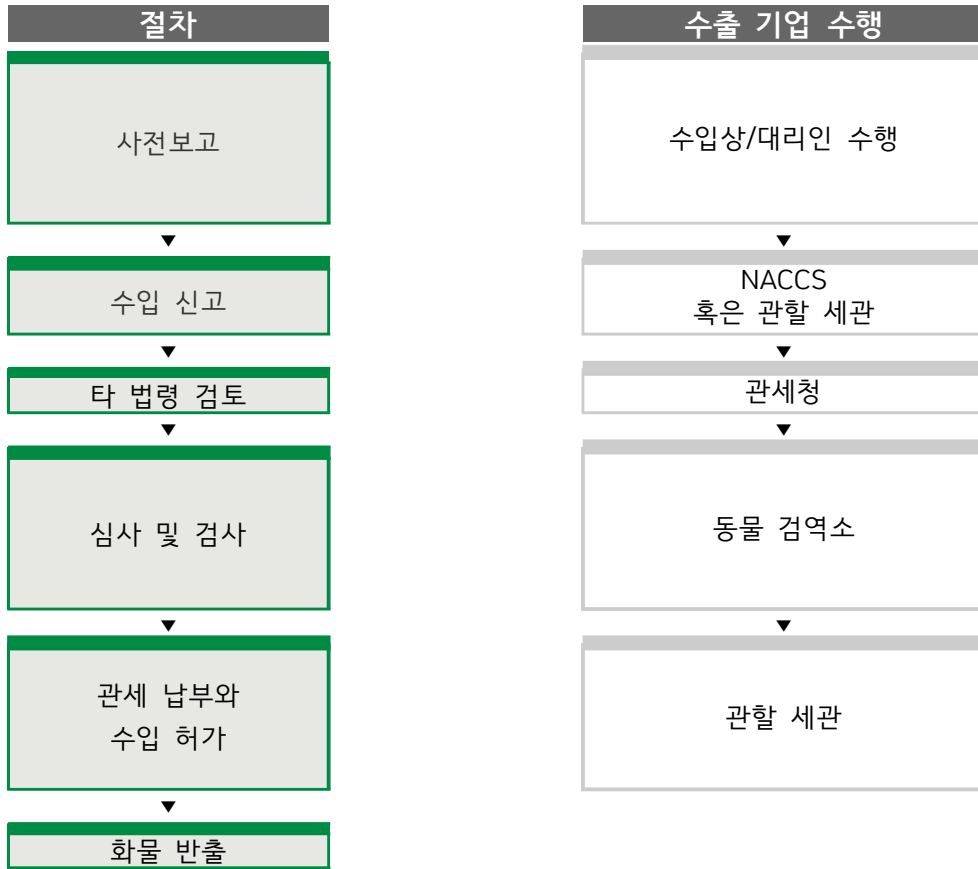 절차
사전보고
▼
수입 신고
▼
타 법령 검토
▼
심사 및 검사
▼
관세 납부와
수입 허가
▼
화물 반출
수출 기업 수행
수입상/대리인 수행
▼
NACCS
혹은 관할 세관
▼
관세청
▼
동물 검역소
▼
관할 세관